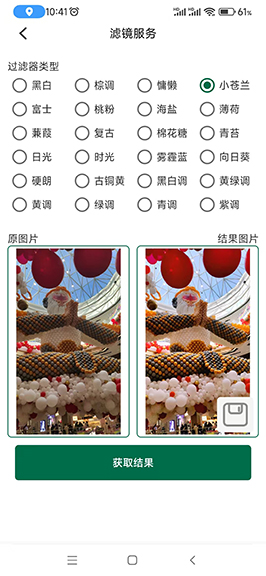 10:41 61%
滤镜服务
过滤器类型
黑白 棕调 慵懒 小苍兰
富士 桃粉 海盐 薄荷
蒹葭 复古 棉花糖 青苔
日光 时光 雾霾蓝 向日葵
硬朗 古铜黄 黑白调 黄绿调
黄调 绿调 青调 紫调
原图片 结果图片
获取结果